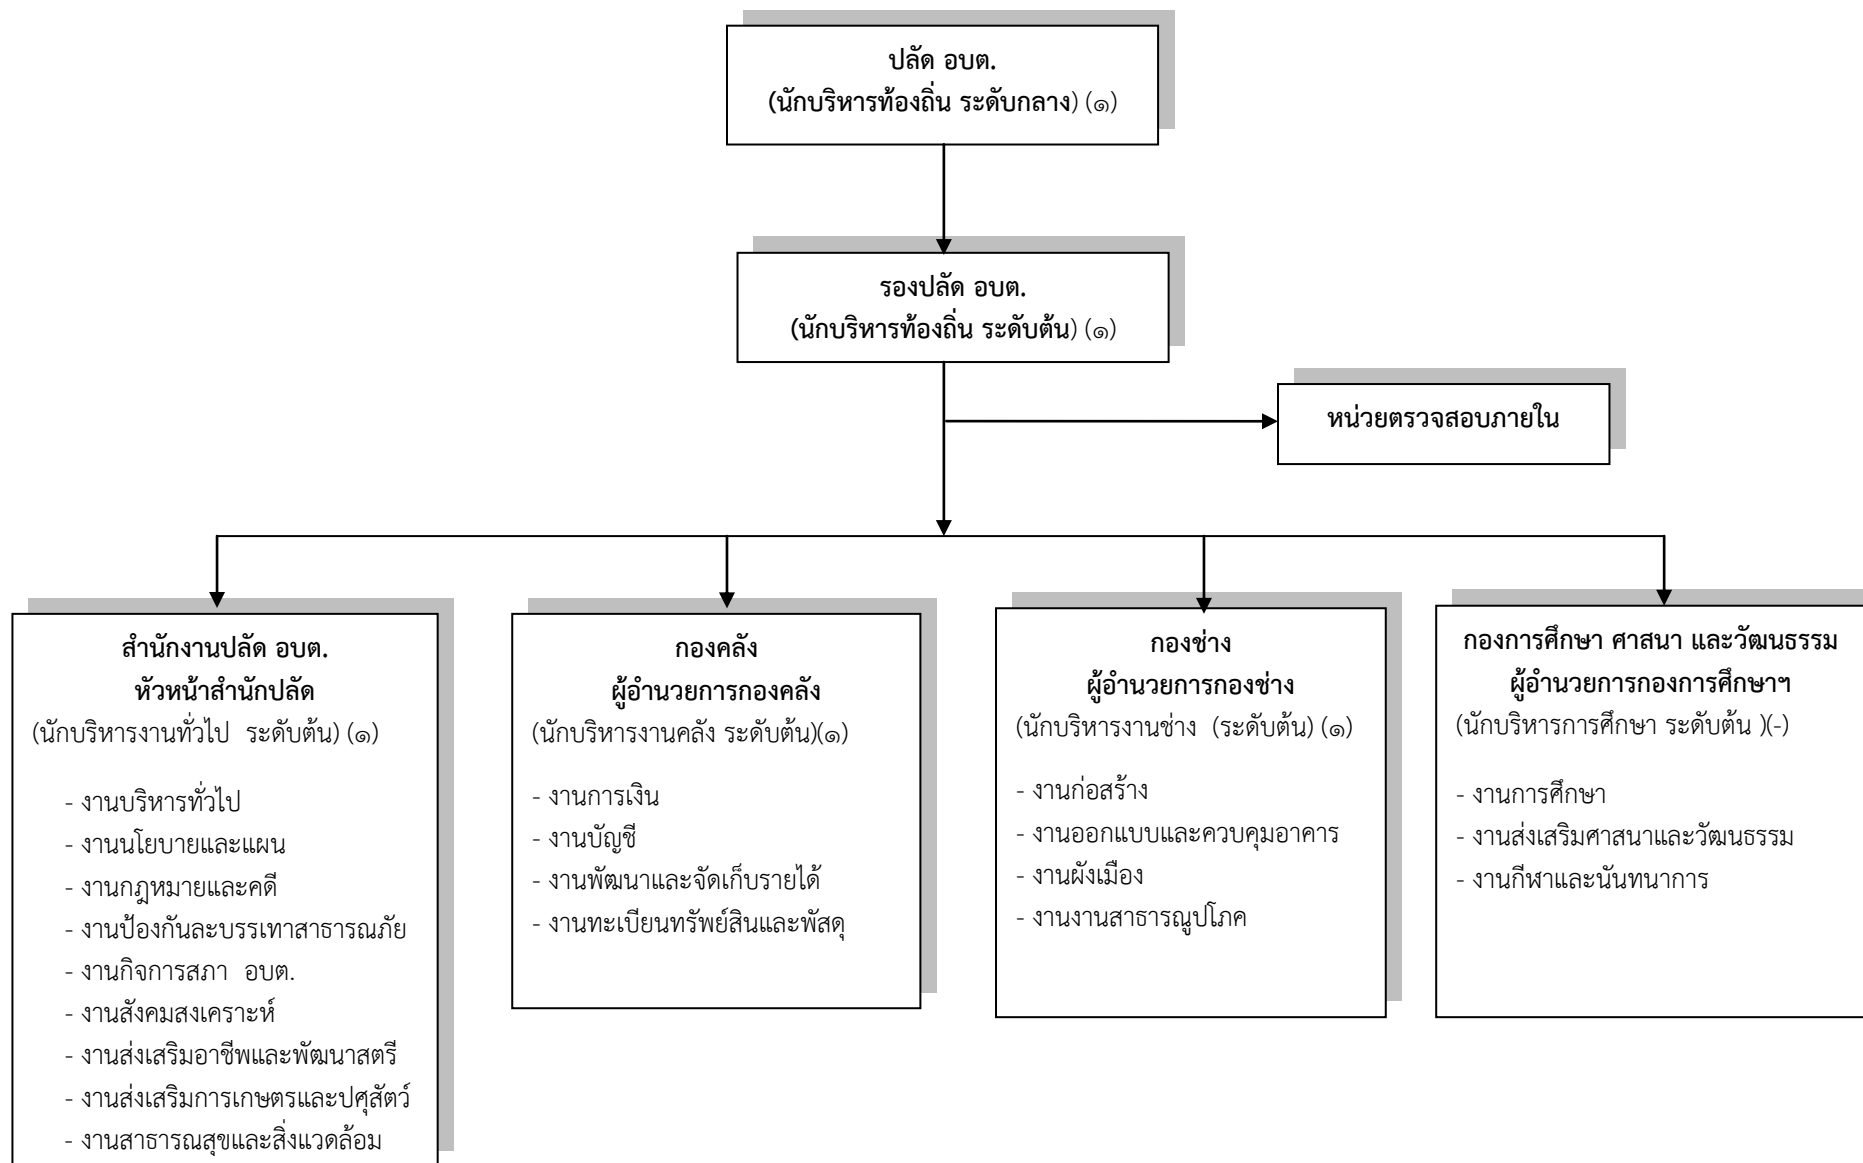 ปลัด อบต.
(นักบริหารท้องถิ่น ระดับกลาง) (๑)
รองปลัด อบต.
(นักบริหารท้องถิ่น ระดับต้น) (๑)
หน่วยตรวจสอบภายใน
สำนักงานปลัด อบต.
หัวหน้าสำนักปลัด
(นักบริหารงานทั่วไป ระดับต้น) (๑)
- งานบริหารทั่วไป
- งานนโยบายและแผน
- งานกฎหมายและคดี
- งานป้องกันละบรรเทาสาธารณภัย
- งานกิจการสภา อบต.
- งานสังคมสงเคราะห์
- งานส่งเสริมอาชีพและพัฒนาสตรี
- งานส่งเสริมการเกษตรและปศุสัตว์
- งานสาธารณสุขและสิ่งแวดล้อม
กองคลัง
ผู้อำนวยการกองคลัง
(นักบริหารงานคลัง ระดับต้น)(๑)
- งานการเงิน
- งานบัญชี
- งานพัฒนาและจัดเก็บรายได้
- งานทะเบียนทรัพย์สินและพัสดุ
กองช่าง
ผู้อำนวยการกองช่าง
(นักบริหารงานช่าง (ระดับต้น) (๑)
- งานก่อสร้าง
- งานออกแบบและควบคุมอาคาร
- งานผังเมือง
- งานงานสาธารณูปโภค
กองการศึกษา ศาสนา และวัฒนธรรม
ผู้อำนวยการกองการศึกษาฯ
(นักบริหารการศึกษา ระดับต้น )(-)
- งานการศึกษา
- งานส่งเสริมศาสนาและวัฒนธรรม
- งานกีฬาและนันทนาการ